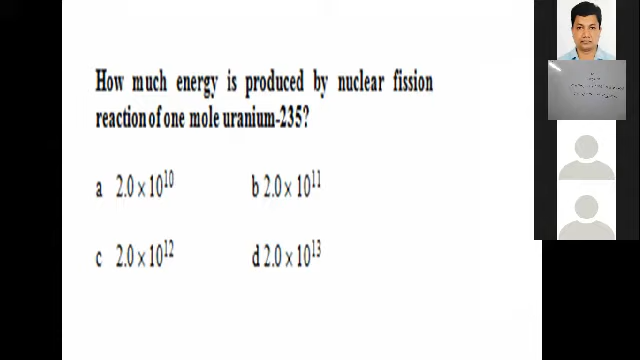 How much energy is produced by nuclear fission
reaction of one mole uranium-235?
a 2.0 × 10¹⁰ b 2.0 × 10¹¹
c 2.0 × 10¹² d 2.0 × 10¹³